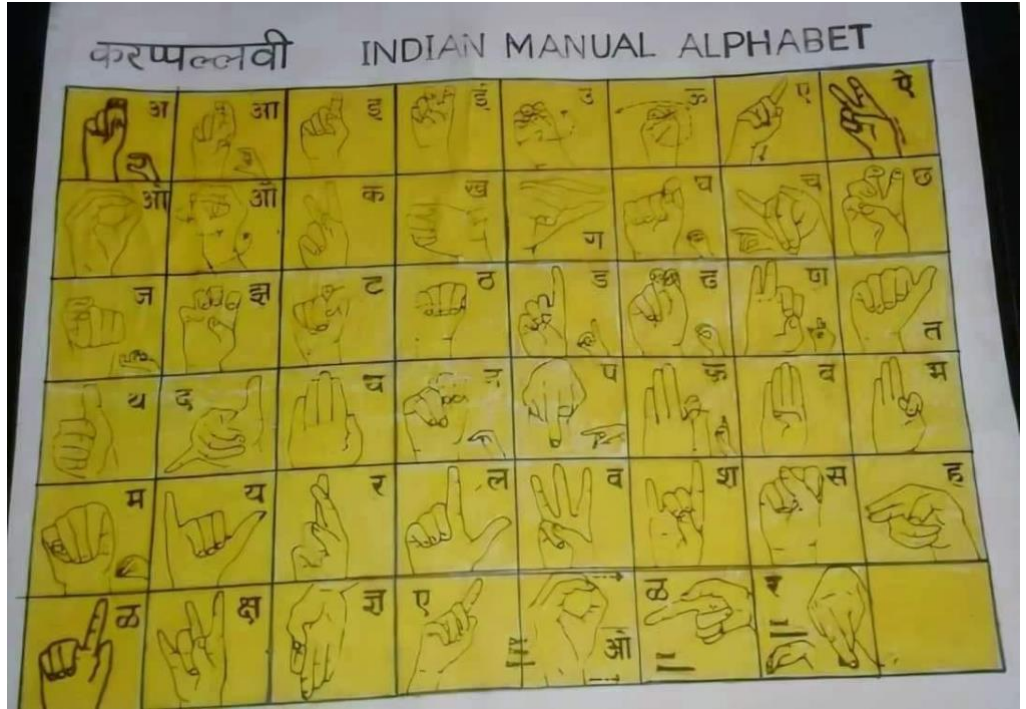 करप्पल्लवी INDIAN MANUAL ALPHABET
अ आ इ ई उ ऊ ए ऐ
ओ औ क ख ग घ च छ
ज झ ट ठ ड ढ ण त
थ द ध प फ ब भ
म य र ल व श स ह
ळ क्ष ज्ञ ए ओ ळ र